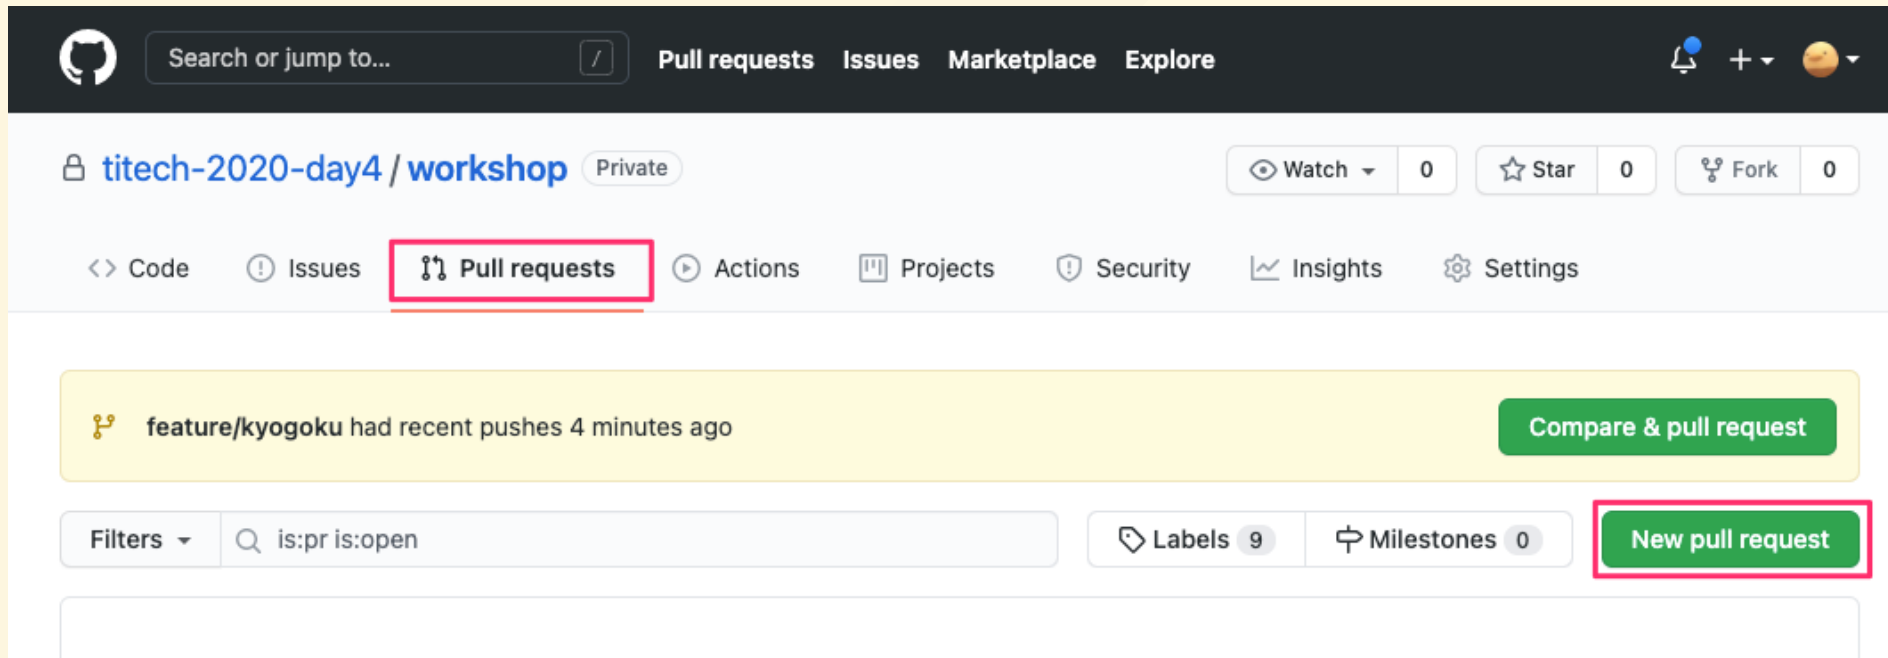 Search or jump to... / Pull requests Issues Marketplace Explore
titech-2020-day4 / workshop Private Watch 0 Star 0 Fork 0
Code Issues Pull requests Actions Projects Security Insights Settings
feature/kyogoku had recent pushes 4 minutes ago Compare & pull request
Filters is:pr is:open Labels 9 Milestones 0 New pull request